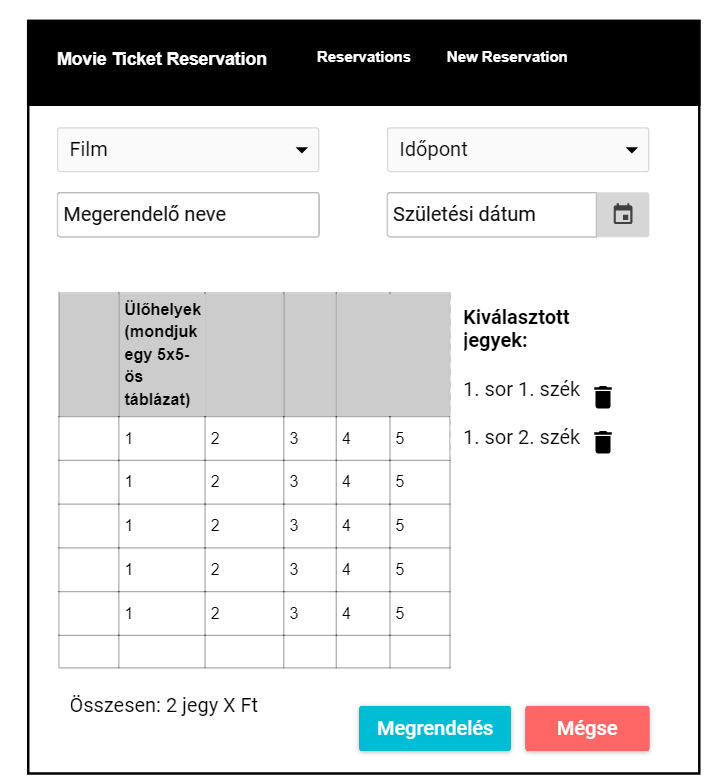 Movie Ticket Reservation Reservations New Reservation
Film Időpont
Megerendelő neve Születési dátum
Ülőhelyek
(mondjuk
egy 5x5-
ös
táblázat)
Kiválasztott
jegyek:
1. sor 1. szék
1. sor 2. szék
1 2 3 4 5
1 2 3 4 5
1 2 3 4 5
1 2 3 4 5
1 2 3 4 5
Összesen: 2 jegy X Ft
Megrendelés Mégse